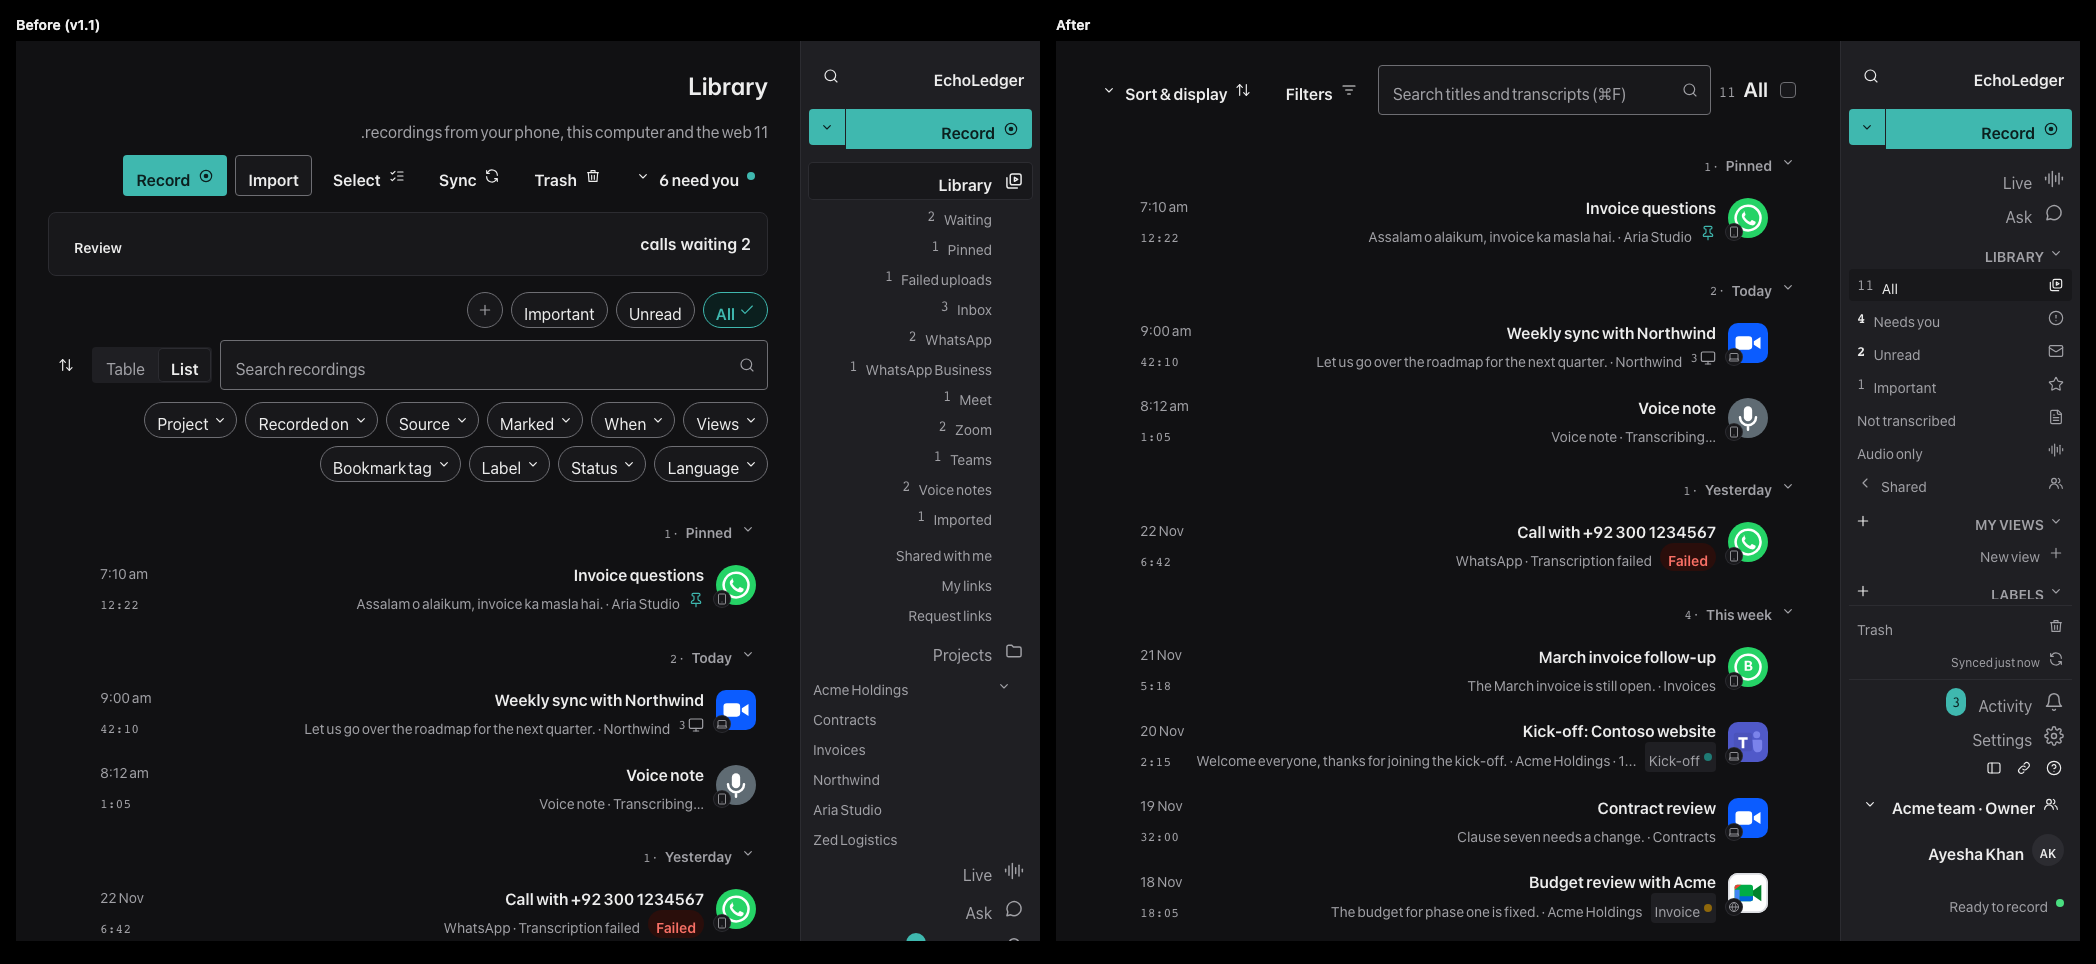 Before (v1.1)
Library
.recordings from your phone, this computer and the web 11
Record
Import
Select
Sync
Trash
6 need you
calls waiting 2
Review
All
Unread
Important
Search recordings
List
Table
Views
When
Marked
Source
Recorded on
Project
Language
Status
Label
Bookmark tag
Pinned · 1
Invoice questions
7:10 am
Assalam o alaikum, invoice ka masla hai. · Aria Studio
12:22
Today · 2
Weekly sync with Northwind
9:00 am
Let us go over the roadmap for the next quarter. · Northwind 3
42:10
Voice note
8:12 am
Voice note · Transcribing...
1:05
Yesterday · 1
Call with +92 300 1234567
22 Nov
WhatsApp · Transcription failed Failed
6:42
EchoLedger
Record
Library
Waiting 2
Pinned 1
Failed uploads 1
Inbox 3
WhatsApp 2
WhatsApp Business 1
Meet 1
Zoom 2
Teams 1
Voice notes 2
Imported 1
Shared with me
My links
Request links
Projects
Acme Holdings
Contracts
Invoices
Northwind
Aria Studio
Zed Logistics
Live
Ask
After
All 11
Search titles and transcripts (⌘F)
Filters
Sort & display
Pinned · 1
Invoice questions
7:10 am
Assalam o alaikum, invoice ka masla hai. · Aria Studio
12:22
Today · 2
Weekly sync with Northwind
9:00 am
Let us go over the roadmap for the next quarter. · Northwind 3
42:10
Voice note
8:12 am
Voice note · Transcribing...
1:05
Yesterday · 1
Call with +92 300 1234567
22 Nov
WhatsApp · Transcription failed Failed
6:42
This week · 4
March invoice follow-up
21 Nov
The March invoice is still open. · Invoices
5:18
B
Kick-off: Contoso website
20 Nov
Welcome everyone, thanks for joining the kick-off. · Acme Holdings · 1... Kick-off
2:15
T
Contract review
19 Nov
Clause seven needs a change. · Contracts
32:00
Budget review with Acme
18 Nov
The budget for phase one is fixed. · Acme Holdings Invoice
18:05
EchoLedger
Record
Live
Ask
LIBRARY
All 11
Needs you 4
Unread 2
Important 1
Not transcribed
Audio only
Shared
MY VIEWS
New view
LABELS
Trash
Synced just now
Activity 3
Settings
Acme team · Owner
Ayesha Khan AK
Ready to record